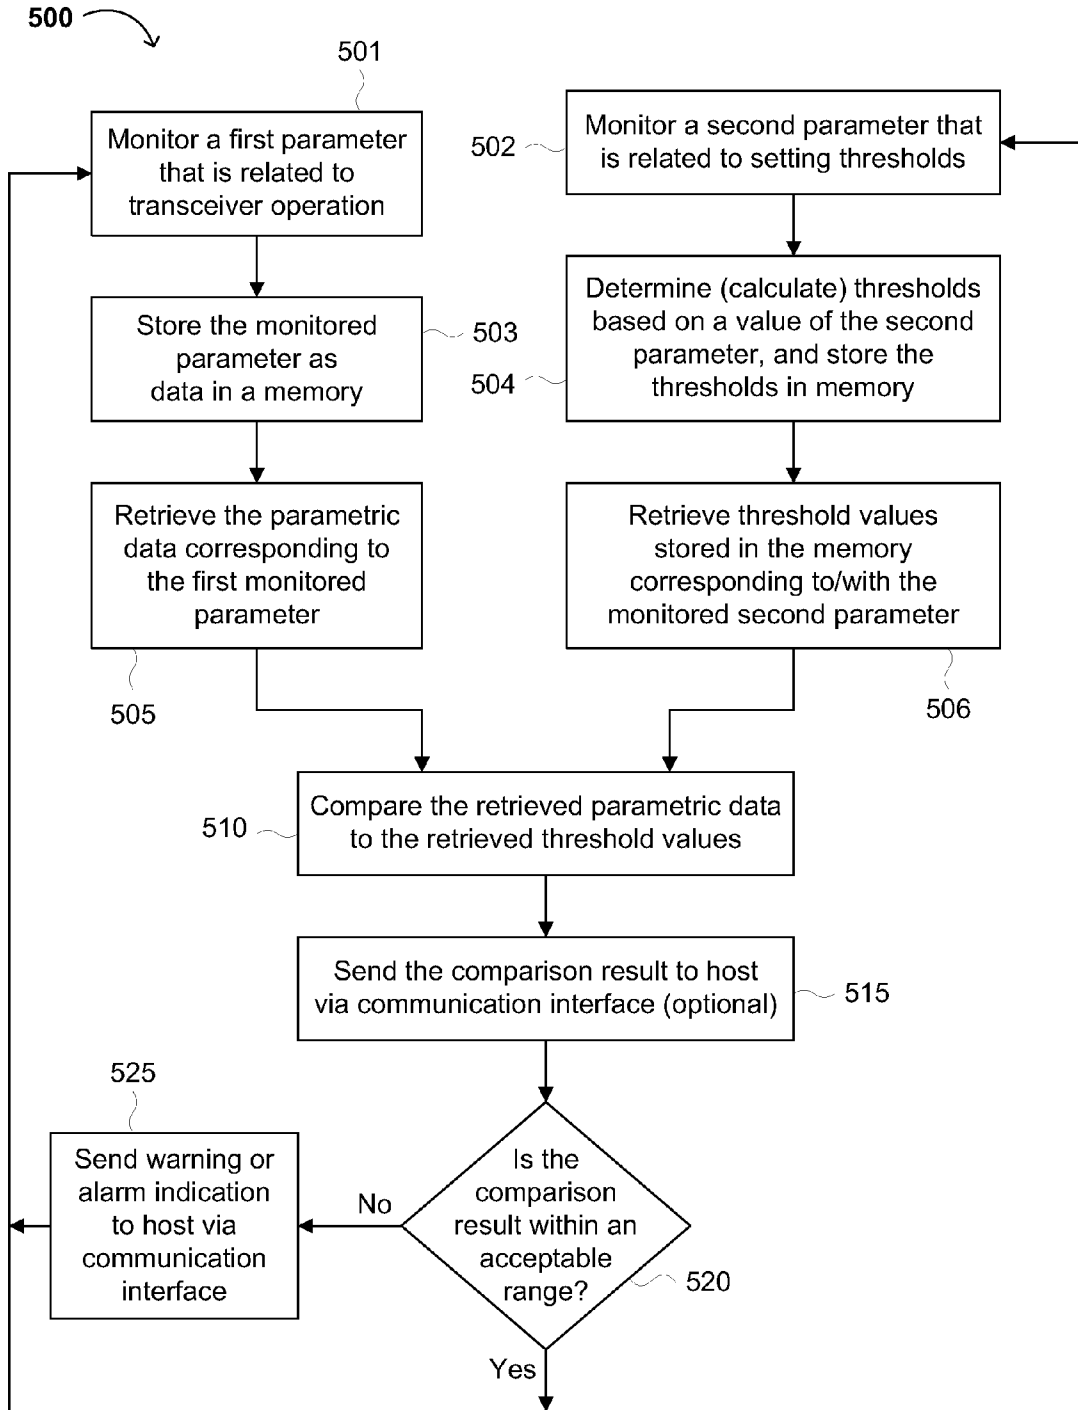 500
501
Monitor a first parameter
that is related to
transceiver operation
502
Monitor a second parameter that
is related to setting thresholds
Store the monitored
parameter as
data in a memory
503
Determine (calculate) thresholds
based on a value of the second
parameter, and store the
thresholds in memory
504
Retrieve the parametric
data corresponding to
the first monitored
parameter
505
Retrieve threshold values
stored in the memory
corresponding to/with the
monitored second parameter
506
Compare the retrieved parametric data
to the retrieved threshold values
510
Send the comparison result to host
via communication interface (optional)
515
525
Send warning or
alarm indication
to host via
communication
interface
No
Is the
comparison
result within an
acceptable
range?
520
Yes